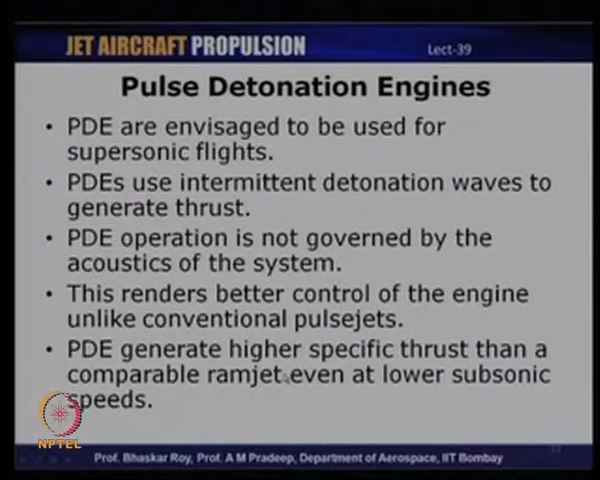 JET AIRCRAFT PROPULSION
Lect-39
Pulse Detonation Engines
• PDE are envisaged to be used for
supersonic flights.
• PDEs use intermittent detonation waves to
generate thrust.
• PDE operation is not governed by the
acoustics of the system.
• This renders better control of the engine
unlike conventional pulsejets.
• PDE generate higher specific thrust than a
comparable ramjet even at lower subsonic
speeds.
NPTEL
Prof. Bhaskar Roy, Prof. A M Pradeep, Department of Aerospace, IIT Bombay